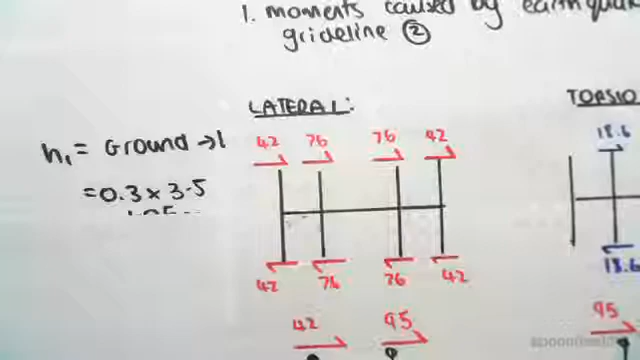 1. moments caused by earthqua
grideline ②
LATERAL:
TORSIO
42 76 76 42
18.6
h₁ = Ground → 1
= 0.3 x 3.5
42 76 76 42
18.6
42 95
95